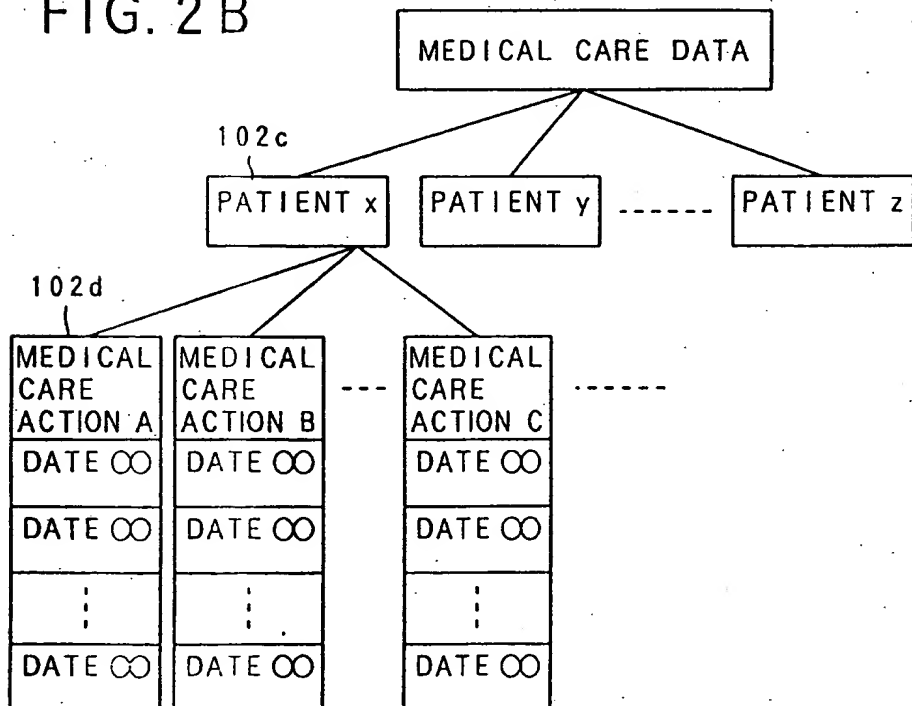 FIG. 2B
MEDICAL CARE DATA
102c
PATIENT x
PATIENT y
PATIENT z
102d
MEDICAL
CARE
ACTION A
DATE ○○
DATE ○○
DATE ○○
MEDICAL
CARE
ACTION B
DATE ○○
DATE ○○
DATE ○○
MEDICAL
CARE
ACTION C
DATE ○○
DATE ○○
DATE ○○